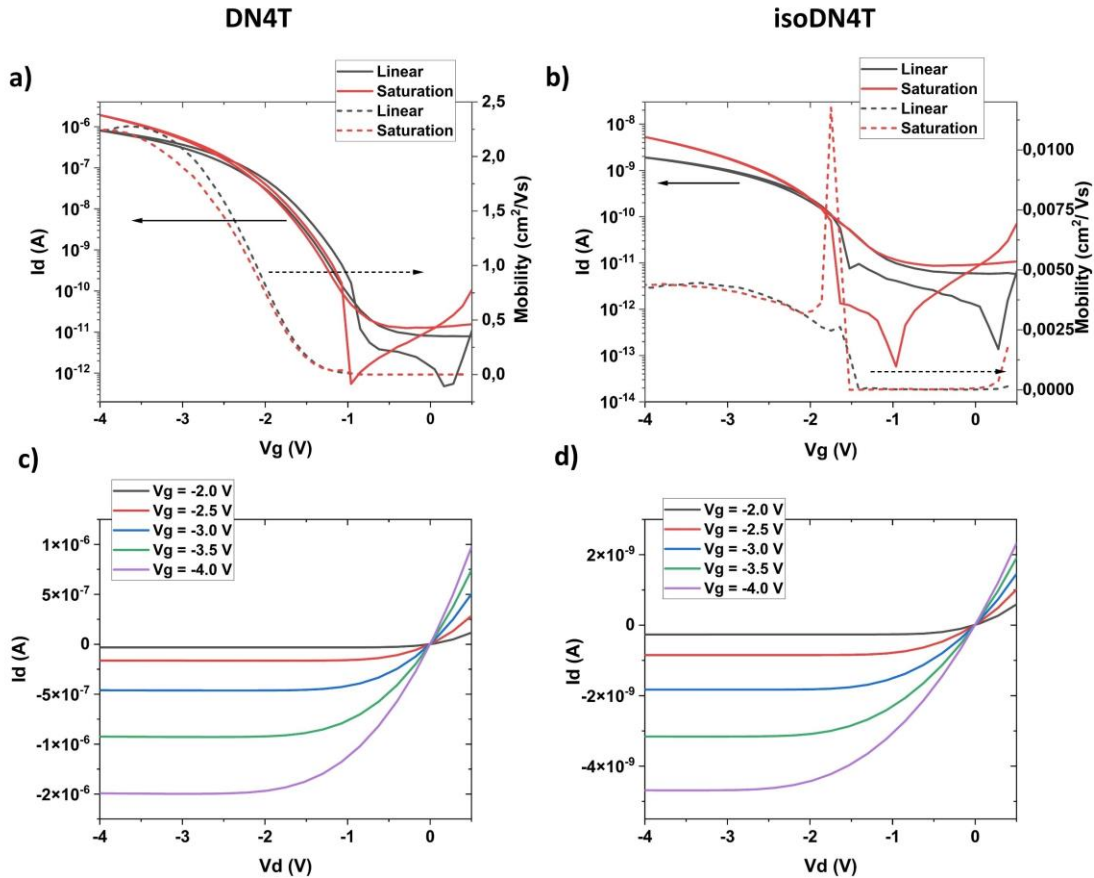 DN4T
isoDN4T
a)
Linear
Saturation
Linear
Saturation
Id (A)
10⁻⁶
10⁻⁷
10⁻⁸
10⁻⁹
10⁻¹⁰
10⁻¹¹
10⁻¹²
2,5
2,0
1,5
1,0
0,5
0,0
Mobility (cm²/Vs)
-4
-3
-2
-1
0
Vg (V)
b)
Linear
Saturation
Linear
Saturation
Id (A)
10⁻⁸
10⁻⁹
10⁻¹⁰
10⁻¹¹
10⁻¹²
10⁻¹³
10⁻¹⁴
0,0100
0,0075
0,0050
0,0025
0,0000
Mobility (cm²/ Vs)
-4
-3
-2
-1
0
Vg (V)
c)
Vg = -2.0 V
Vg = -2.5 V
Vg = -3.0 V
Vg = -3.5 V
Vg = -4.0 V
Id (A)
1×10⁻⁶
5×10⁻⁷
0
-5×10⁻⁷
-1×10⁻⁶
-2×10⁻⁶
-4
-3
-2
-1
0
Vd (V)
d)
Vg = -2.0 V
Vg = -2.5 V
Vg = -3.0 V
Vg = -3.5 V
Vg = -4.0 V
Id (A)
2×10⁻⁹
0
-2×10⁻⁹
-4×10⁻⁹
-4
-3
-2
-1
0
Vd (V)